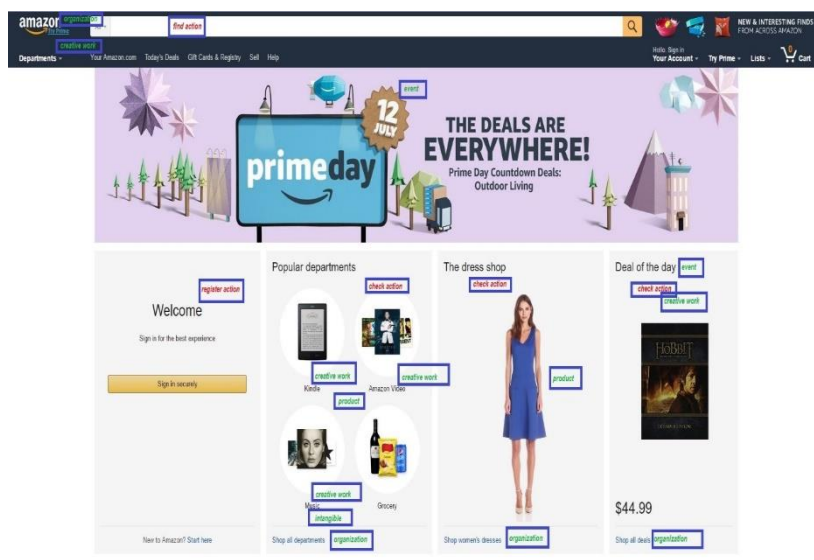 amazon
organization
Try Prime
find action
NEW & INTERESTING FINDS
FROM ACROSS AMAZON
creative work
Departments
Your Amazon.com Today's Deals Gift Cards & Registry Sell Help
Hello. Sign in
Your Account Try Prime Lists 0 Cart
event
12
JULY
primeday
THE DEALS ARE
EVERYWHERE!
Prime Day Countdown Deals:
Outdoor Living
register action
Welcome
Sign in for the best experience
Sign in securely
New to Amazon? Start here
Popular departments
check action
creative work
creative work
Kindle Amazon Video
product
creative work
Music Grocery
intangible
Shop all departments organization
The dress shop
check action
product
Shop women's dresses organization
Deal of the day event
check action
creative work
HOBBIT
$44.99
Shop all deals organization